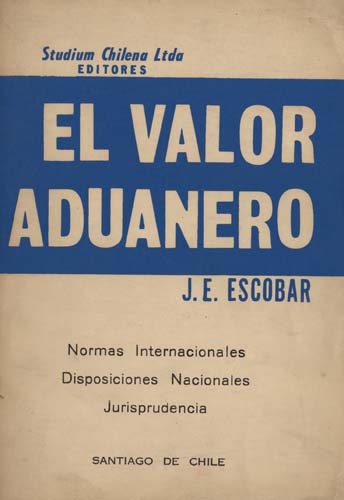 Studium Chilena Ltda
EDITORES
EL VALOR
ADUANERO
J. E. ESCOBAR
Normas Internacionales
Disposiciones Nacionales
Jurisprudencia
SANTIAGO DE CHILE